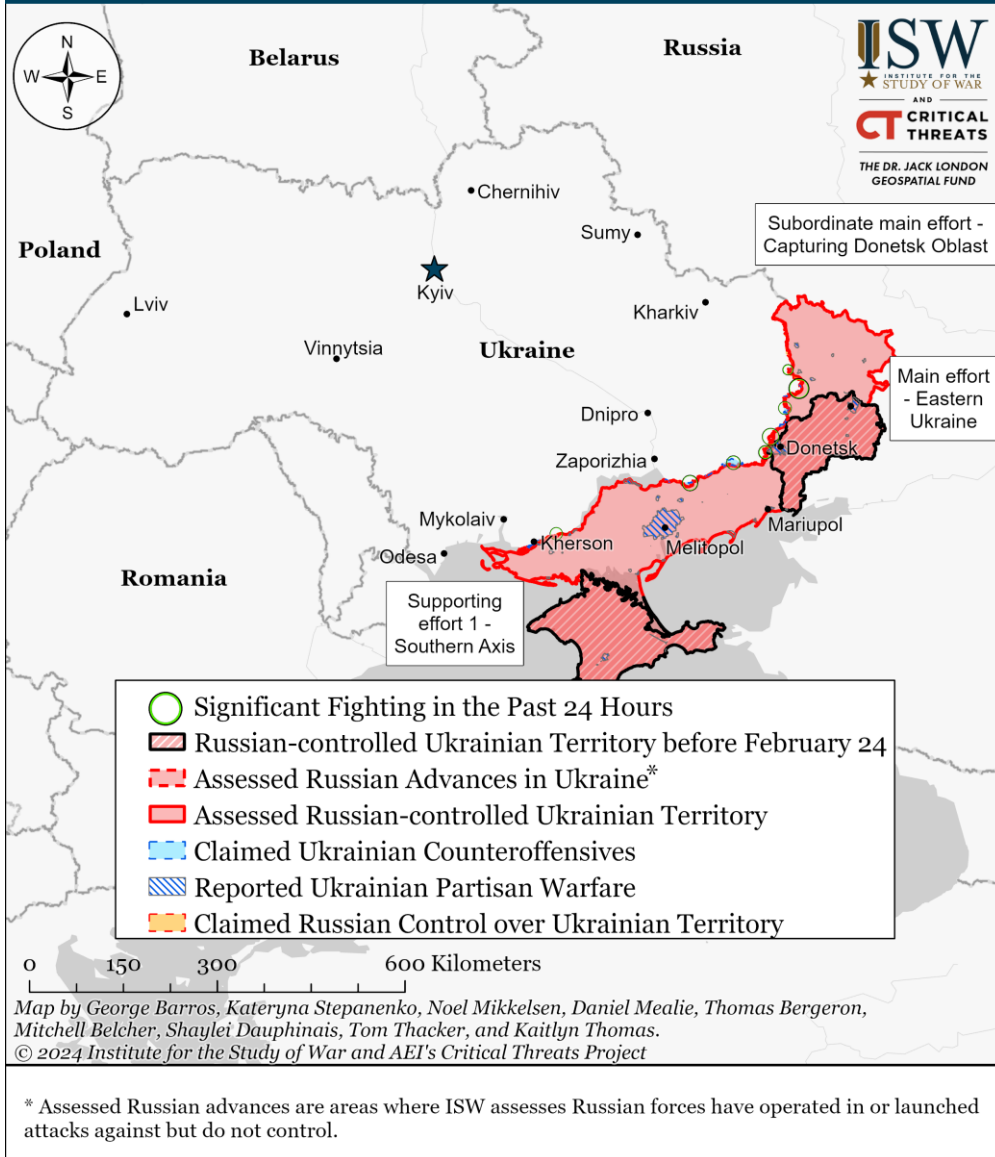 N
W
E
S
Belarus
Russia
ISW
INSTITUTE FOR THE
STUDY OF WAR
AND
CT CRITICAL
THREATS
THE DR. JACK LONDON
GEOSPATIAL FUND
Chernihiv
Subordinate main effort -
Capturing Donetsk Oblast
Sumy
Poland
Kyiv
Lviv
Kharkiv
Vinnytsia
Ukraine
Main effort
- Eastern
Ukraine
Dnipro
Donetsk
Zaporizhia
Mariupol
Mykolaiv
Kherson
Melitopol
Odesa
Romania
Supporting
effort 1 -
Southern Axis
Significant Fighting in the Past 24 Hours
Russian-controlled Ukrainian Territory before February 24
Assessed Russian Advances in Ukraine*
Assessed Russian-controlled Ukrainian Territory
Claimed Ukrainian Counteroffensives
Reported Ukrainian Partisan Warfare
Claimed Russian Control over Ukrainian Territory
0 150 300 600 Kilometers
Map by George Barros, Kateryna Stepanenko, Noel Mikkelsen, Daniel Mealie, Thomas Bergeron,
Mitchell Belcher, Shaylei Dauphinais, Tom Thacker, and Kaitlyn Thomas.
© 2024 Institute for the Study of War and AEI's Critical Threats Project
* Assessed Russian advances are areas where ISW assesses Russian forces have operated in or launched
attacks against but do not control.